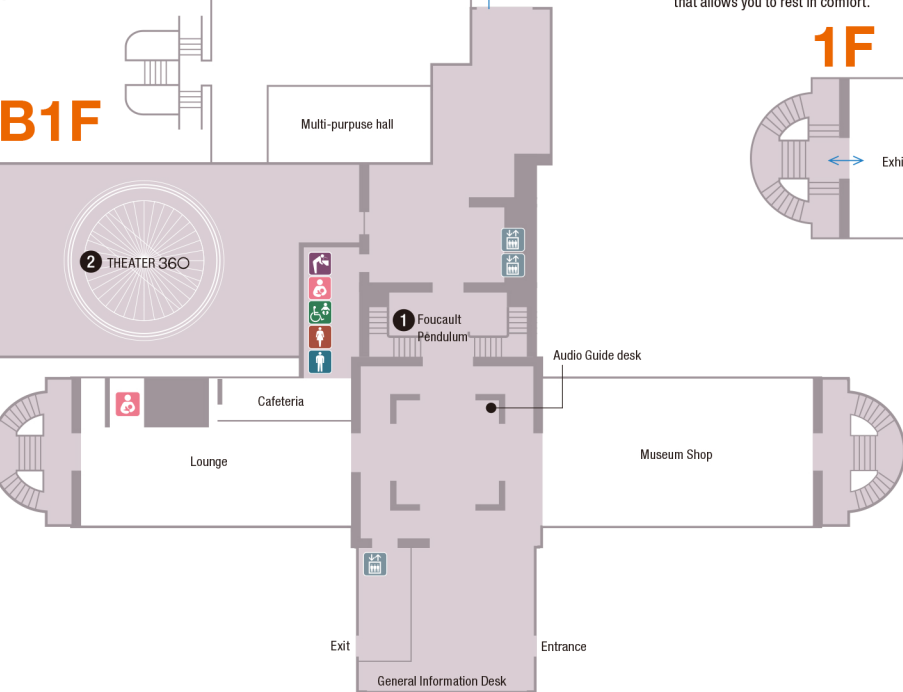 that allows you to rest in comfort.
1F
B1F
Multi-purpuse hall
Exhi
2 THEATER 360
1 Foucault
Pendulum
Audio Guide desk
Cafeteria
Lounge
Museum Shop
Exit
Entrance
General Information Desk